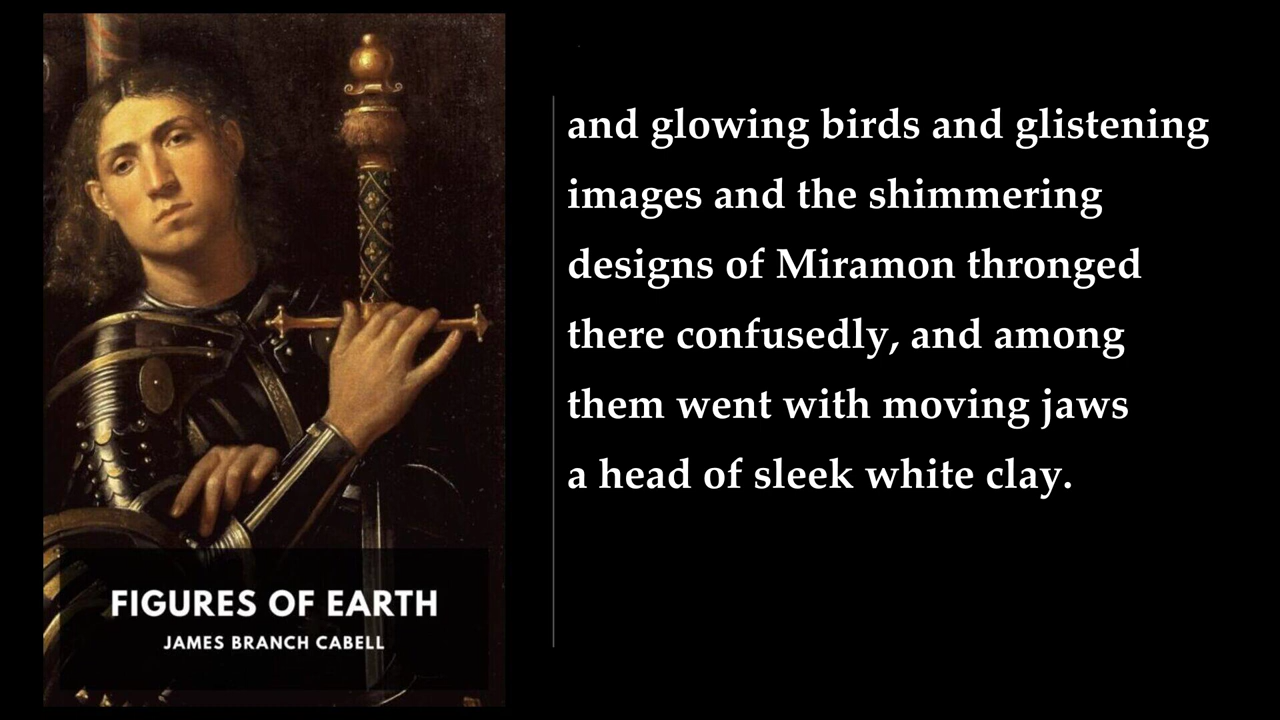 FIGURES OF EARTH
JAMES BRANCH CABELL
and glowing birds and glistening
images and the shimmering
designs of Miramon thronged
there confusedly, and among
them went with moving jaws
a head of sleek white clay.